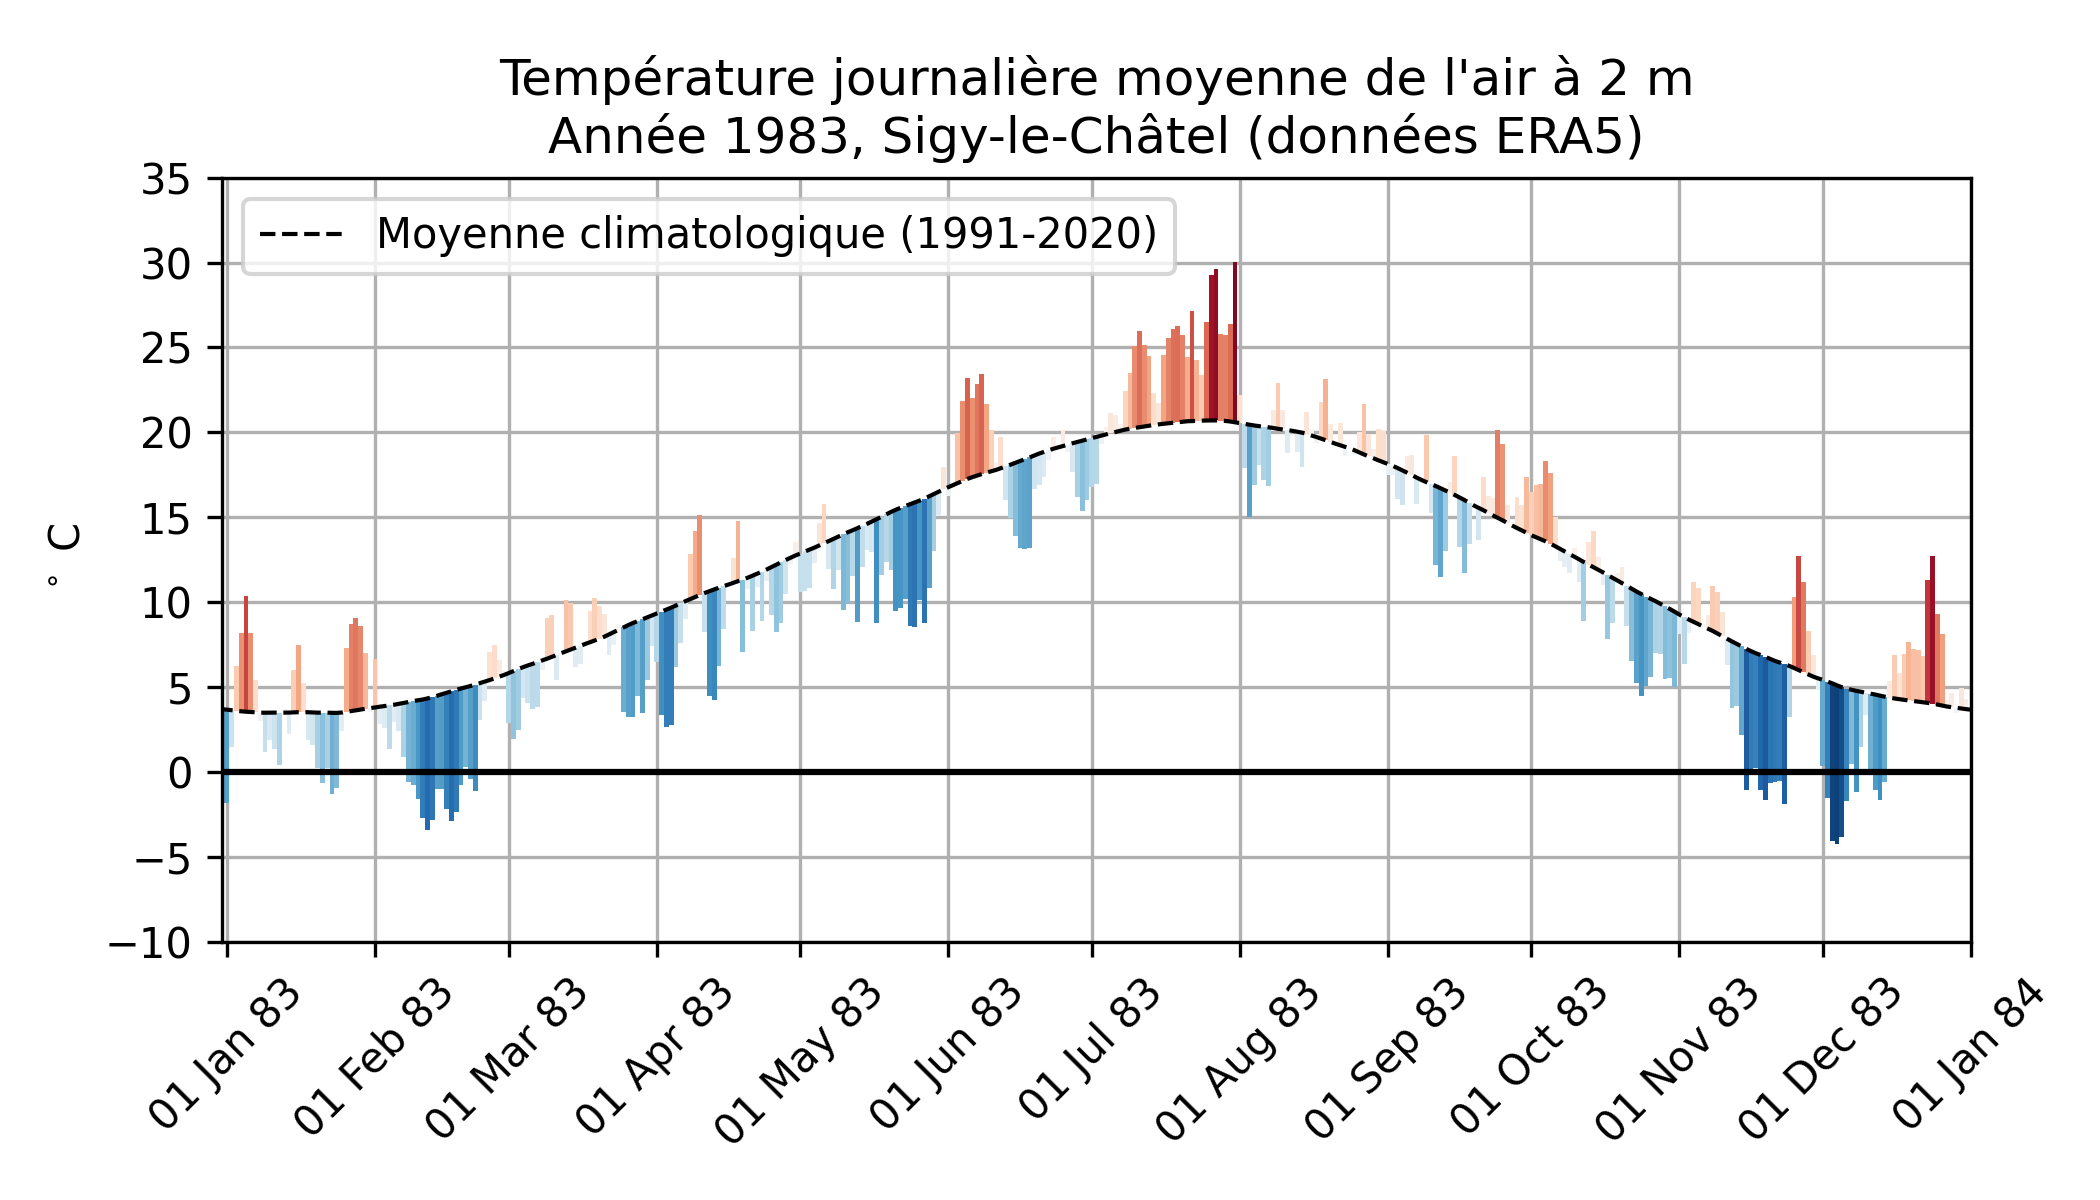 Température journalière moyenne de l'air à 2 m
Année 1983, Sigy-le-Châtel (données ERA5)
Moyenne climatologique (1991-2020)
° C
35
30
25
20
15
10
5
0
−5
−10
01 Jan 83
01 Feb 83
01 Mar 83
01 Apr 83
01 May 83
01 Jun 83
01 Jul 83
01 Aug 83
01 Sep 83
01 Oct 83
01 Nov 83
01 Dec 83
01 Jan 84